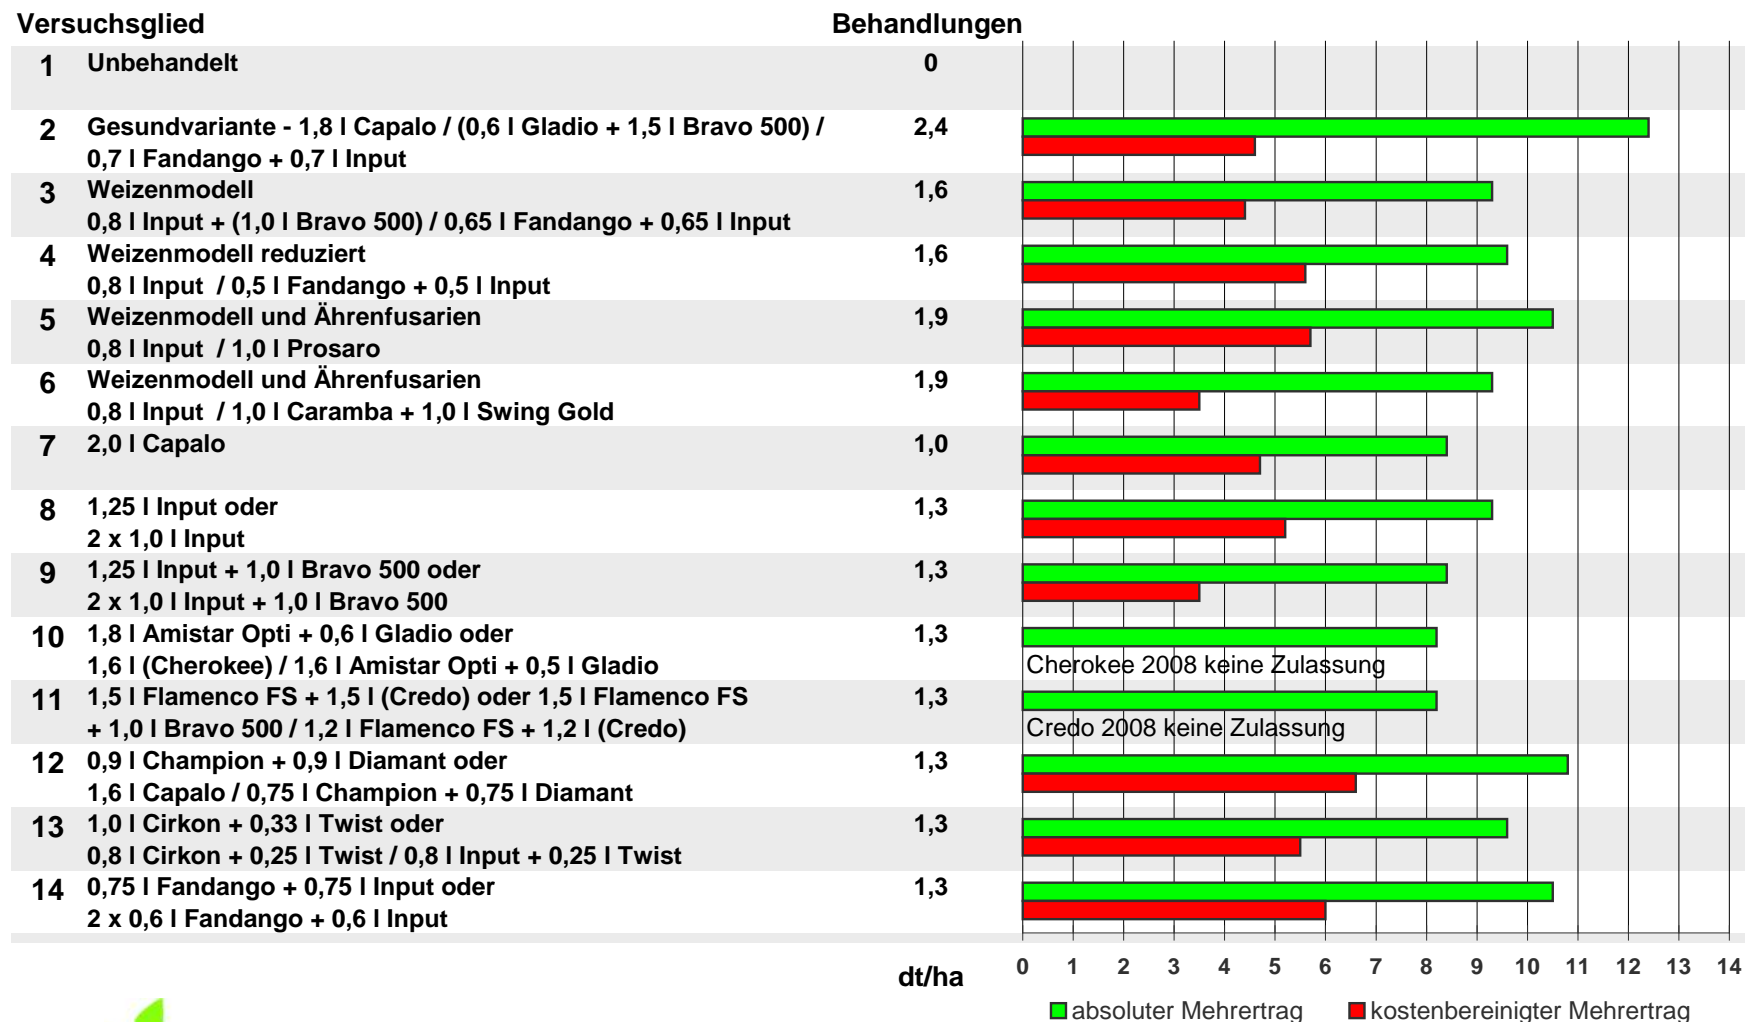 Versuchsglied Behandlungen
1 Unbehandelt 0
2 Gesundvariante - 1,8 l Capalo / (0,6 l Gladio + 1,5 l Bravo 500) / 2,4
0,7 l Fandango + 0,7 l Input
3 Weizenmodell 1,6
0,8 l Input + (1,0 l Bravo 500) / 0,65 l Fandango + 0,65 l Input
4 Weizenmodell reduziert 1,6
0,8 l Input / 0,5 l Fandango + 0,5 l Input
5 Weizenmodell und Ährenfusarien 1,9
0,8 l Input / 1,0 l Prosaro
6 Weizenmodell und Ährenfusarien 1,9
0,8 l Input / 1,0 l Caramba + 1,0 l Swing Gold
7 2,0 l Capalo 1,0
8 1,25 l Input oder 1,3
2 x 1,0 l Input
9 1,25 l Input + 1,0 l Bravo 500 oder 1,3
2 x 1,0 l Input + 1,0 l Bravo 500
10 1,8 l Amistar Opti + 0,6 l Gladio oder 1,3
1,6 l (Cherokee) / 1,6 l Amistar Opti + 0,5 l Gladio Cherokee 2008 keine Zulassung
11 1,5 l Flamenco FS + 1,5 l (Credo) oder 1,5 l Flamenco FS 1,3
+ 1,0 l Bravo 500 / 1,2 l Flamenco FS + 1,2 l (Credo) Credo 2008 keine Zulassung
12 0,9 l Champion + 0,9 l Diamant oder 1,3
1,6 l Capalo / 0,75 l Champion + 0,75 l Diamant
13 1,0 l Cirkon + 0,33 l Twist oder 1,3
0,8 l Cirkon + 0,25 l Twist / 0,8 l Input + 0,25 l Twist
14 0,75 l Fandango + 0,75 l Input oder 1,3
2 x 0,6 l Fandango + 0,6 l Input
dt/ha 0 1 2 3 4 5 6 7 8 9 10 11 12 13 14
absoluter Mehrertrag kostenbereinigter Mehrertrag